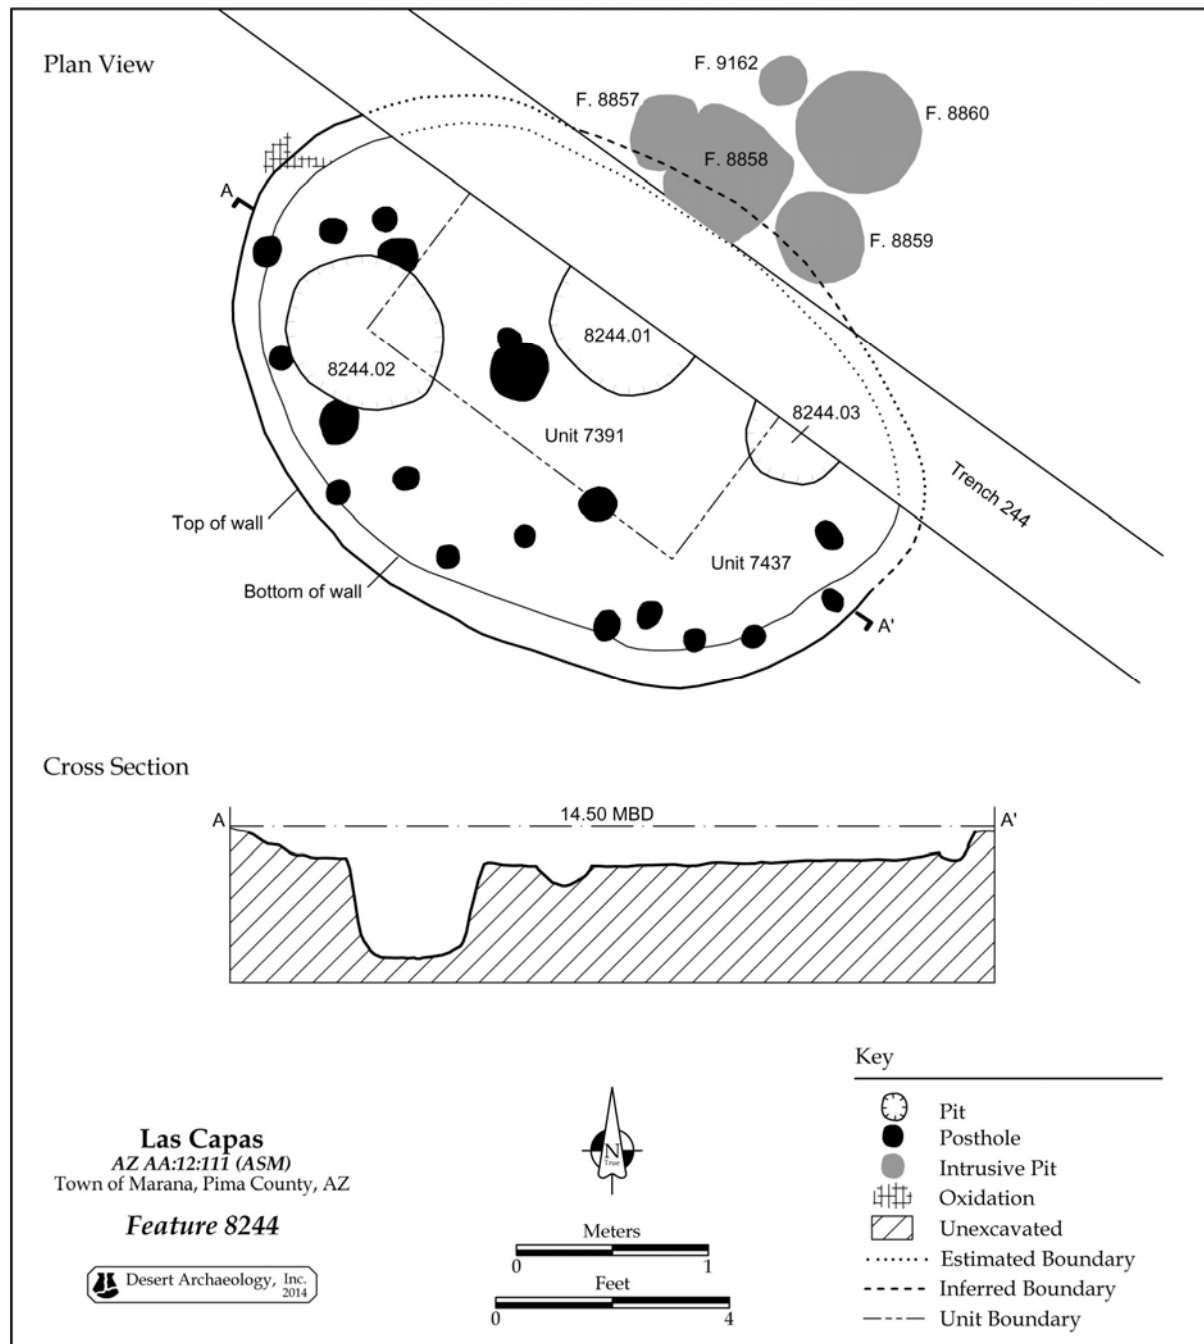 Plan View
F. 9162
F. 8857
F. 8860
F. 8858
A
F. 8859
8244.01
8244.02
8244.03
Unit 7391
Trench 244
Top of wall
Unit 7437
Bottom of wall
A'
Cross Section
A
14.50 MBD
A'
Key
Pit
Posthole
Intrusive Pit
Oxidation
Unexcavated
Estimated Boundary
Inferred Boundary
Unit Boundary
Las Capas
AZ AA:12:111 (ASM)
Town of Marana, Pima County, AZ
Feature 8244
Desert Archaeology, Inc.
2014
N
True
Meters
0 1
Feet
0 4